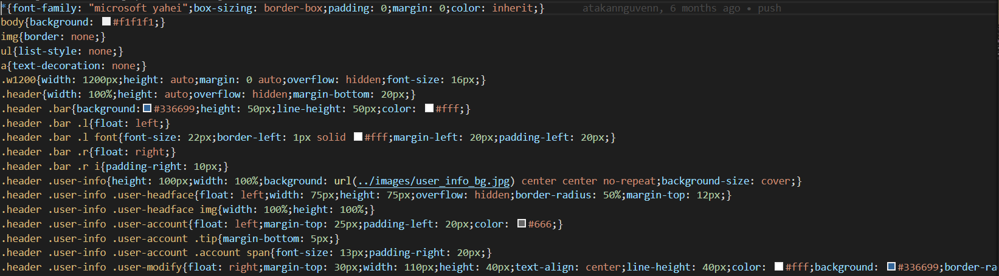 *{font-family: "microsoft yahei";box-sizing: border-box;padding: 0;margin: 0;color: inherit;} atakannguvenn, 6 months ago • push
body{background: #f1f1f1;}
img{border: none;}
ul{list-style: none;}
a{text-decoration: none;}
.w1200{width: 1200px;height: auto;margin: 0 auto;overflow: hidden;font-size: 16px;}
.header{width: 100%;height: auto;overflow: hidden;margin-bottom: 20px;}
.header .bar{background:#336699;height: 50px;line-height: 50px;color: #fff;}
.header .bar .l{float: left;}
.header .bar .l font{font-size: 22px;border-left: 1px solid #fff;margin-left: 20px;padding-left: 20px;}
.header .bar .r{float: right;}
.header .bar .r i{padding-right: 10px;}
.header .user-info{height: 100px;width: 100%;background: url(../images/user_info_bg.jpg) center center no-repeat;background-size: cover;}
.header .user-info .user-headface{float: left;width: 75px;height: 75px;overflow: hidden;border-radius: 50%;margin-top: 12px;}
.header .user-info .user-headface img{width: 100%;height: 100%;}
.header .user-info .user-account{float: left;margin-top: 25px;padding-left: 20px;color: #666;}
.header .user-info .user-account .tip{margin-bottom: 5px;}
.header .user-info .user-account .account span{font-size: 13px;padding-right: 20px;}
.header .user-info .user-modify{float: right;margin-top: 30px;width: 110px;height: 40px;text-align: center;line-height: 40px;color: #fff;background: #336699;border-ra